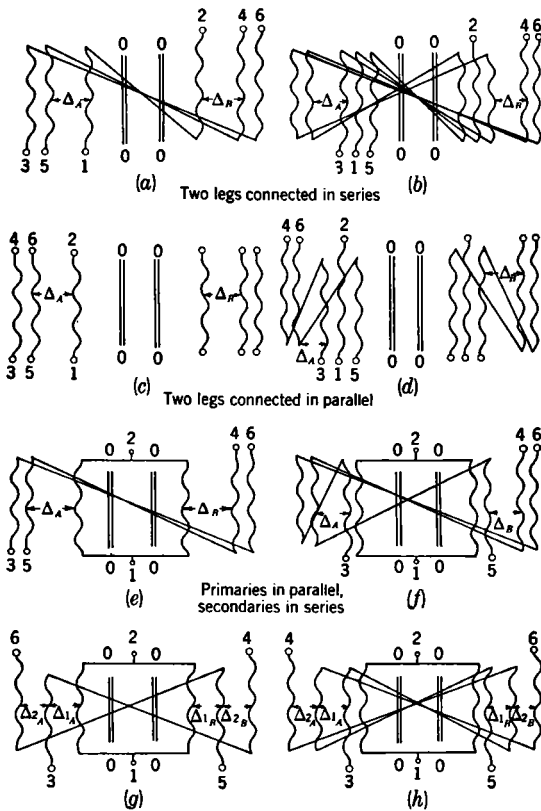 2 4 6 2 4 6
0 0 0 0
Δ_A Δ_B Δ_A Δ_B
3 5 1 0 0 3 1 5 0 0
(a) (b)
Two legs connected in series
4 6 2 0 0 4 6 2 0 0
Δ_A Δ_B Δ_B
Δ_A
3 5 1 0 0 3 1 5 0 0
(c) (d)
Two legs connected in parallel
0 2 0 4 6 0 2 0 4 6
Δ_A Δ_B Δ_A Δ_B
3 5 0 1 0 3 0 1 0 5
(e) (f)
Primaries in parallel,
secondaries in series
6 0 2 0 4 4 0 2 0 6
Δ2_A Δ1_A Δ1_B Δ2_B Δ2_A Δ1_A Δ1_B Δ2_B
3 0 1 0 5 3 0 1 0 5
(g) (h)